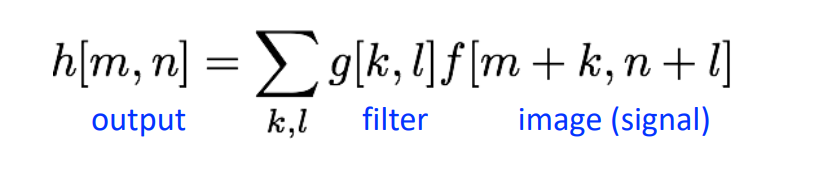 h[m, n] = ∑ g[k, l] f[m + k, n + l]
k,l
output filter image (signal)